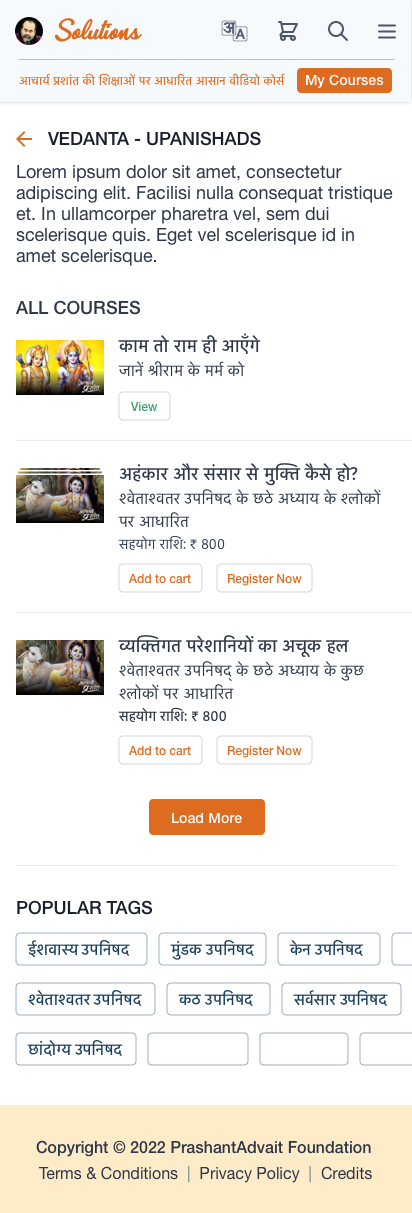 Solutions
अ A
आचार्य प्रशांत की शिक्षाओं पर आधारित आसान वीडियो कोर्स My Courses
VEDANTA - UPANISHADS
Lorem ipsum dolor sit amet, consectetur
adipiscing elit. Facilisi nulla consequat tristique
et. In ullamcorper pharetra vel, sem dui
scelerisque quis. Eget vel scelerisque id in
amet scelerisque.
ALL COURSES
काम तो राम ही आएँगे
जानें श्रीराम के मर्म को
View
अहंकार और संसार से मुक्ति कैसे हो?
श्वेताश्वतर उपनिषद के छठे अध्याय के श्लोकों
पर आधारित
सहयोग राशि: ₹ 800
Add to cart Register Now
व्यक्तिगत परेशानियों का अचूक हल
श्वेताश्वतर उपनिषद् के छठे अध्याय के कुछ
श्लोकों पर आधारित
सहयोग राशि: ₹ 800
Add to cart Register Now
Load More
POPULAR TAGS
ईशवास्य उपनिषद मुंडक उपनिषद केन उपनिषद
श्वेताश्वतर उपनिषद कठ उपनिषद सर्वसार उपनिषद
छांदोग्य उपनिषद
Copyright © 2022 PrashantAdvait Foundation
Terms & Conditions | Privacy Policy | Credits